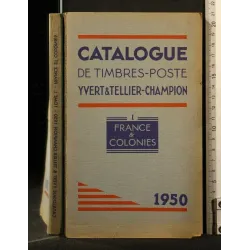 CATALOGUE
DE TIMBRES-POSTE
YVERT & TELLIER-CHAMPION
I
FRANCE
&
COLONIES
1950